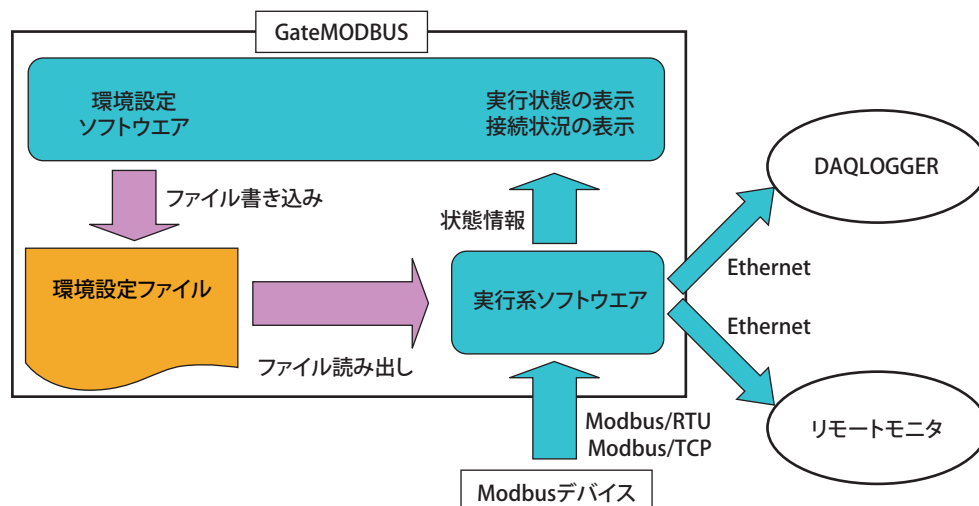 GateMODBUS
環境設定
ソフトウエア
実行状態の表示
接続状況の表示
ファイル書き込み
状態情報
DAQLOGGER
環境設定ファイル
実行系ソフトウエア
Ethernet
Ethernet
ファイル読み出し
Modbus/RTU
Modbus/TCP
リモートモニタ
Modbusデバイス